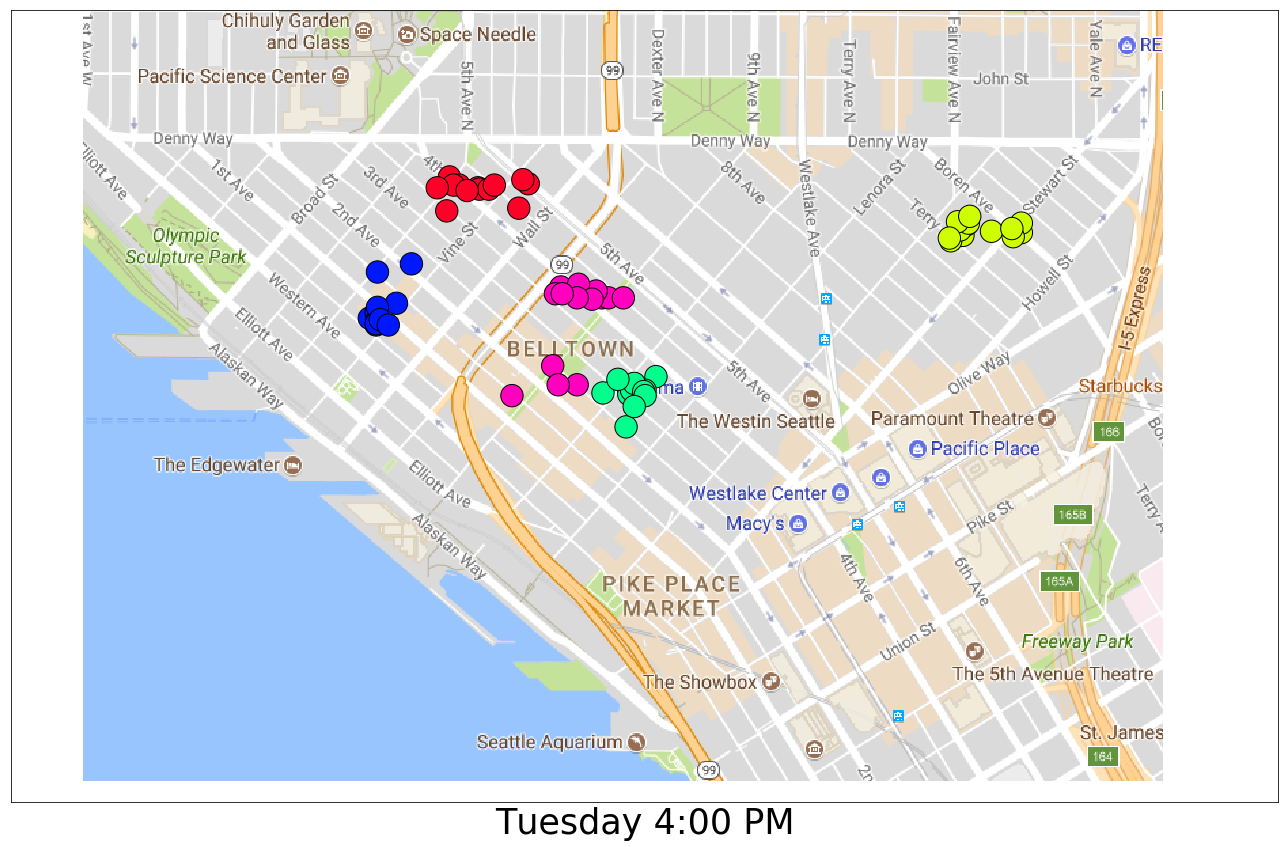 Chihuly Garden
and Glass
Space Needle
Pacific Science Center
1st Ave W
5th Ave N
99
Dexter Ave N
9th Ave N
Terry Ave N
Fairview Ave N
Yale Ave N
RE
John St
Denny Way
Denny Way
Denny Way
Elliott Ave
1st Ave
Broad St
3rd Ave
2nd Ave
4th
Vine St
Wall St
8th Ave
Westlake Ave
Lenora St
Boren Ave
Terry
Stewart St
Olympic
Sculpture Park
Western Ave
Elliott Ave
Alaskan Way
99
6th Ave
Howell St
I-5 Express
BELLTOWN
ma
5th Ave
Olive Way
Starbucks
The Westin Seattle
Paramount Theatre
166
Pacific Place
The Edgewater
Elliott Ave
Alaskan Way
Westlake Center
Macy's
Pike St
165B
Terry A
4th Ave
6th Ave
165A
PIKE PLACE
MARKET
Union St
Freeway Park
The Showbox
The 5th Avenue Theatre
Seattle Aquarium
St. James
164
99
Tuesday 4:00 PM